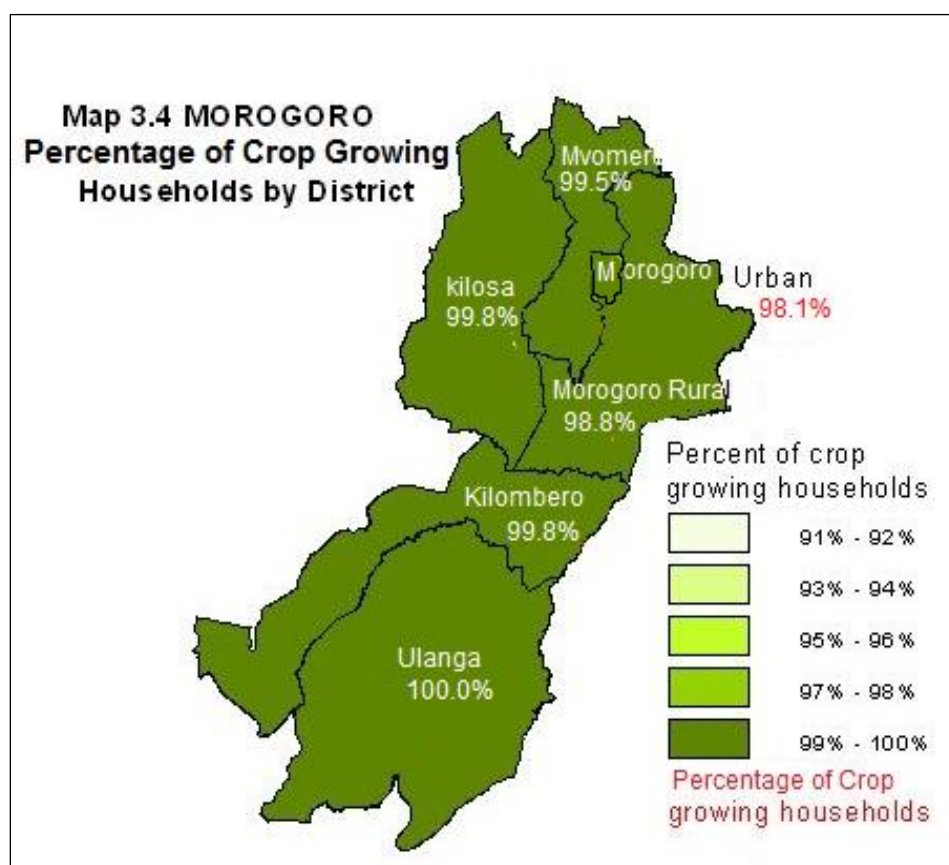 Map 3.4 MOROGORO
Percentage of Crop Growing
Households by District
Mvomero
99.5%
Morogoro Urban
98.1%
kilosa
99.8%
Morogoro Rural
98.8%
Kilombero
99.8%
Ulanga
100.0%
Percent of crop
growing households
91% - 92%
93% - 94%
95% - 96%
97% - 98%
99% - 100%
Percentage of Crop
growing households